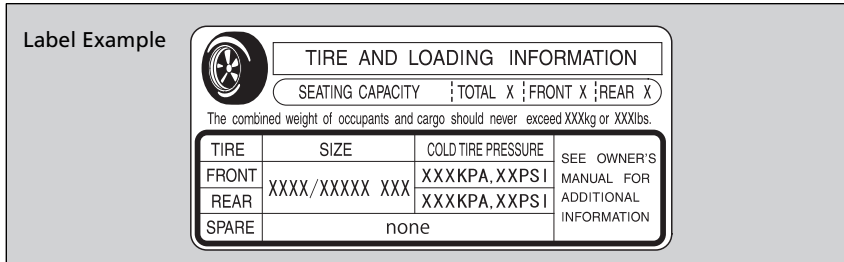 Label Example
TIRE AND LOADING INFORMATION
SEATING CAPACITY TOTAL X FRONT X REAR X
The combined weight of occupants and cargo should never exceed XXXkg or XXXlbs.
TIRE SIZE COLD TIRE PRESSURE
FRONT XXXX/XXXXX XXX XXXKPA,XXPSI
REAR XXXKPA,XXPSI
SPARE none
SEE OWNER'S
MANUAL FOR
ADDITIONAL
INFORMATION